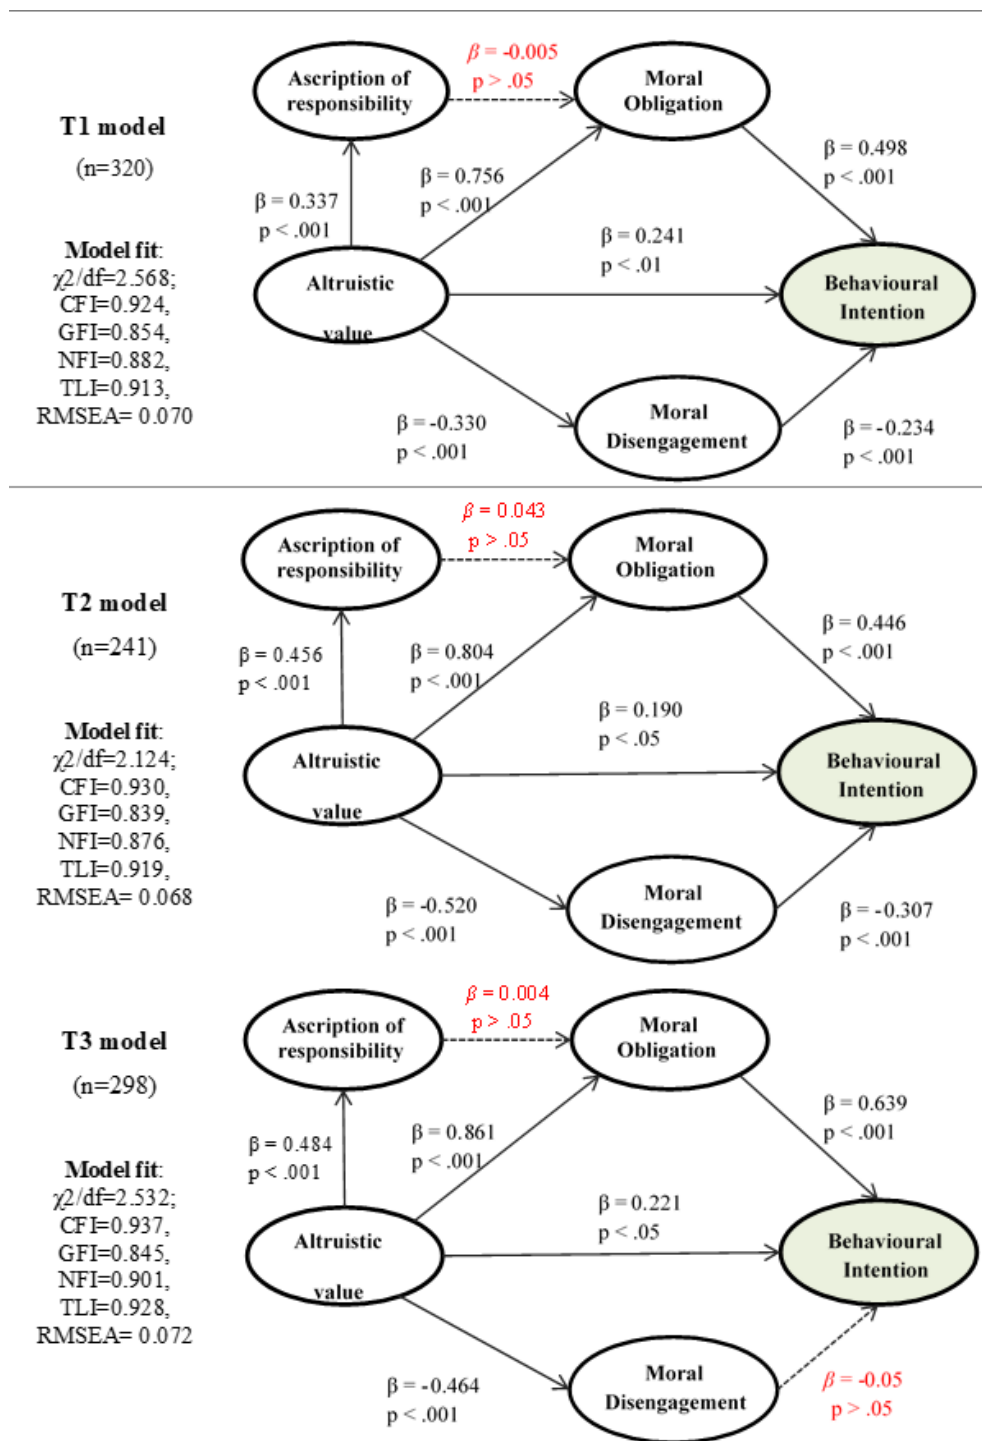 T1 model
(n=320)
Model fit:
χ2/df=2.568;
CFI=0.924,
GFI=0.854,
NFI=0.882,
TLI=0.913,
RMSEA= 0.070
Ascription of
responsibility
β = -0.005
p > .05
Moral
Obligation
β = 0.337
p < .001
β = 0.756
p < .001
β = 0.498
p < .001
β = 0.241
p < .01
Altruistic
value
Behavioural
Intention
β = -0.330
p < .001
Moral
Disengagement
β = -0.234
p < .001
T2 model
(n=241)
Model fit:
χ2/df=2.124;
CFI=0.930,
GFI=0.839,
NFI=0.876,
TLI=0.919,
RMSEA= 0.068
Ascription of
responsibility
β = 0.043
p > .05
Moral
Obligation
β = 0.456
p < .001
β = 0.804
p < .001
β = 0.446
p < .001
β = 0.190
p < .05
Altruistic
value
Behavioural
Intention
β = -0.520
p < .001
Moral
Disengagement
β = -0.307
p < .001
T3 model
(n=298)
Model fit:
χ2/df=2.532;
CFI=0.937,
GFI=0.845,
NFI=0.901,
TLI=0.928,
RMSEA= 0.072
Ascription of
responsibility
β = 0.004
p > .05
Moral
Obligation
β = 0.484
p < .001
β = 0.861
p < .001
β = 0.639
p < .001
β = 0.221
p < .05
Altruistic
value
Behavioural
Intention
β = -0.464
p < .001
Moral
Disengagement
β = -0.05
p > .05